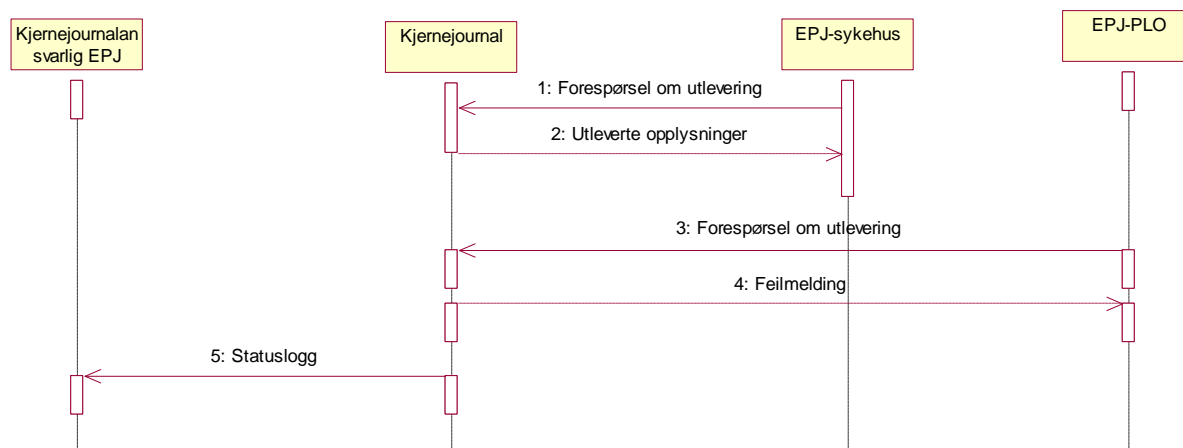 Kjernejournalan
svarlig EPJ
Kjernejournal
EPJ-sykehus
EPJ-PLO
1: Forespørsel om utlevering
2: Utleverte opplysninger
3: Forespørsel om utlevering
4: Feilmelding
5: Statuslogg